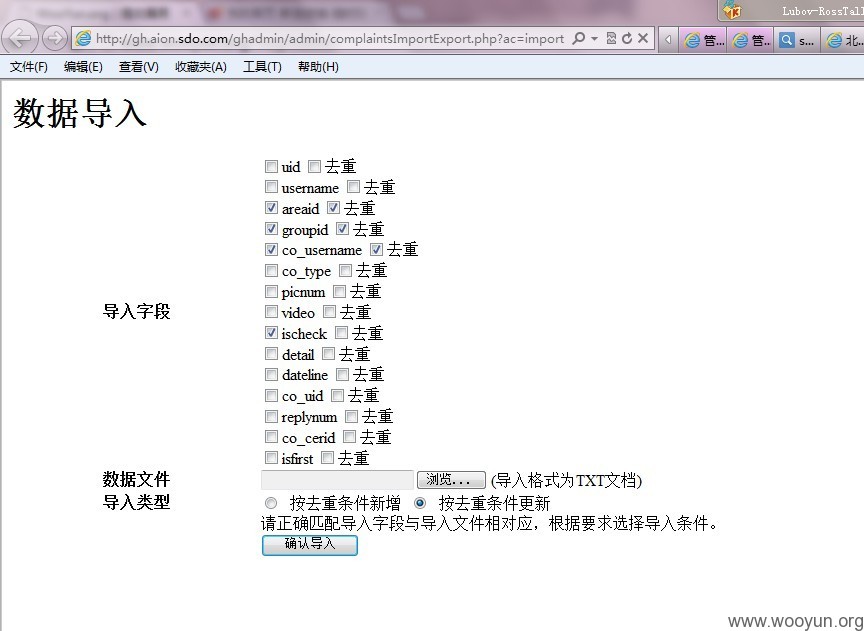 Lubov-RossTall
http://gh.aion.sdo.com/ghadmin/admin/complaintsImportExport.php?ac=import
管...
管..
s...
北..
文件(F) 编辑(E) 查看(V) 收藏夹(A) 工具(T) 帮助(H)
数据导入
uid 去重
username 去重
areaid 去重
groupid 去重
co_username 去重
co_type 去重
picnum 去重
导入字段
video 去重
ischeck 去重
detail 去重
dateline 去重
co_uid 去重
replynum 去重
co_cerid 去重
isfirst 去重
数据文件 浏览... (导入格式为TXT文档)
导入类型 按去重条件新增 按去重条件更新
请正确匹配导入字段与导入文件相对应，根据要求选择导入条件。
确认导入
www.wooyun.org